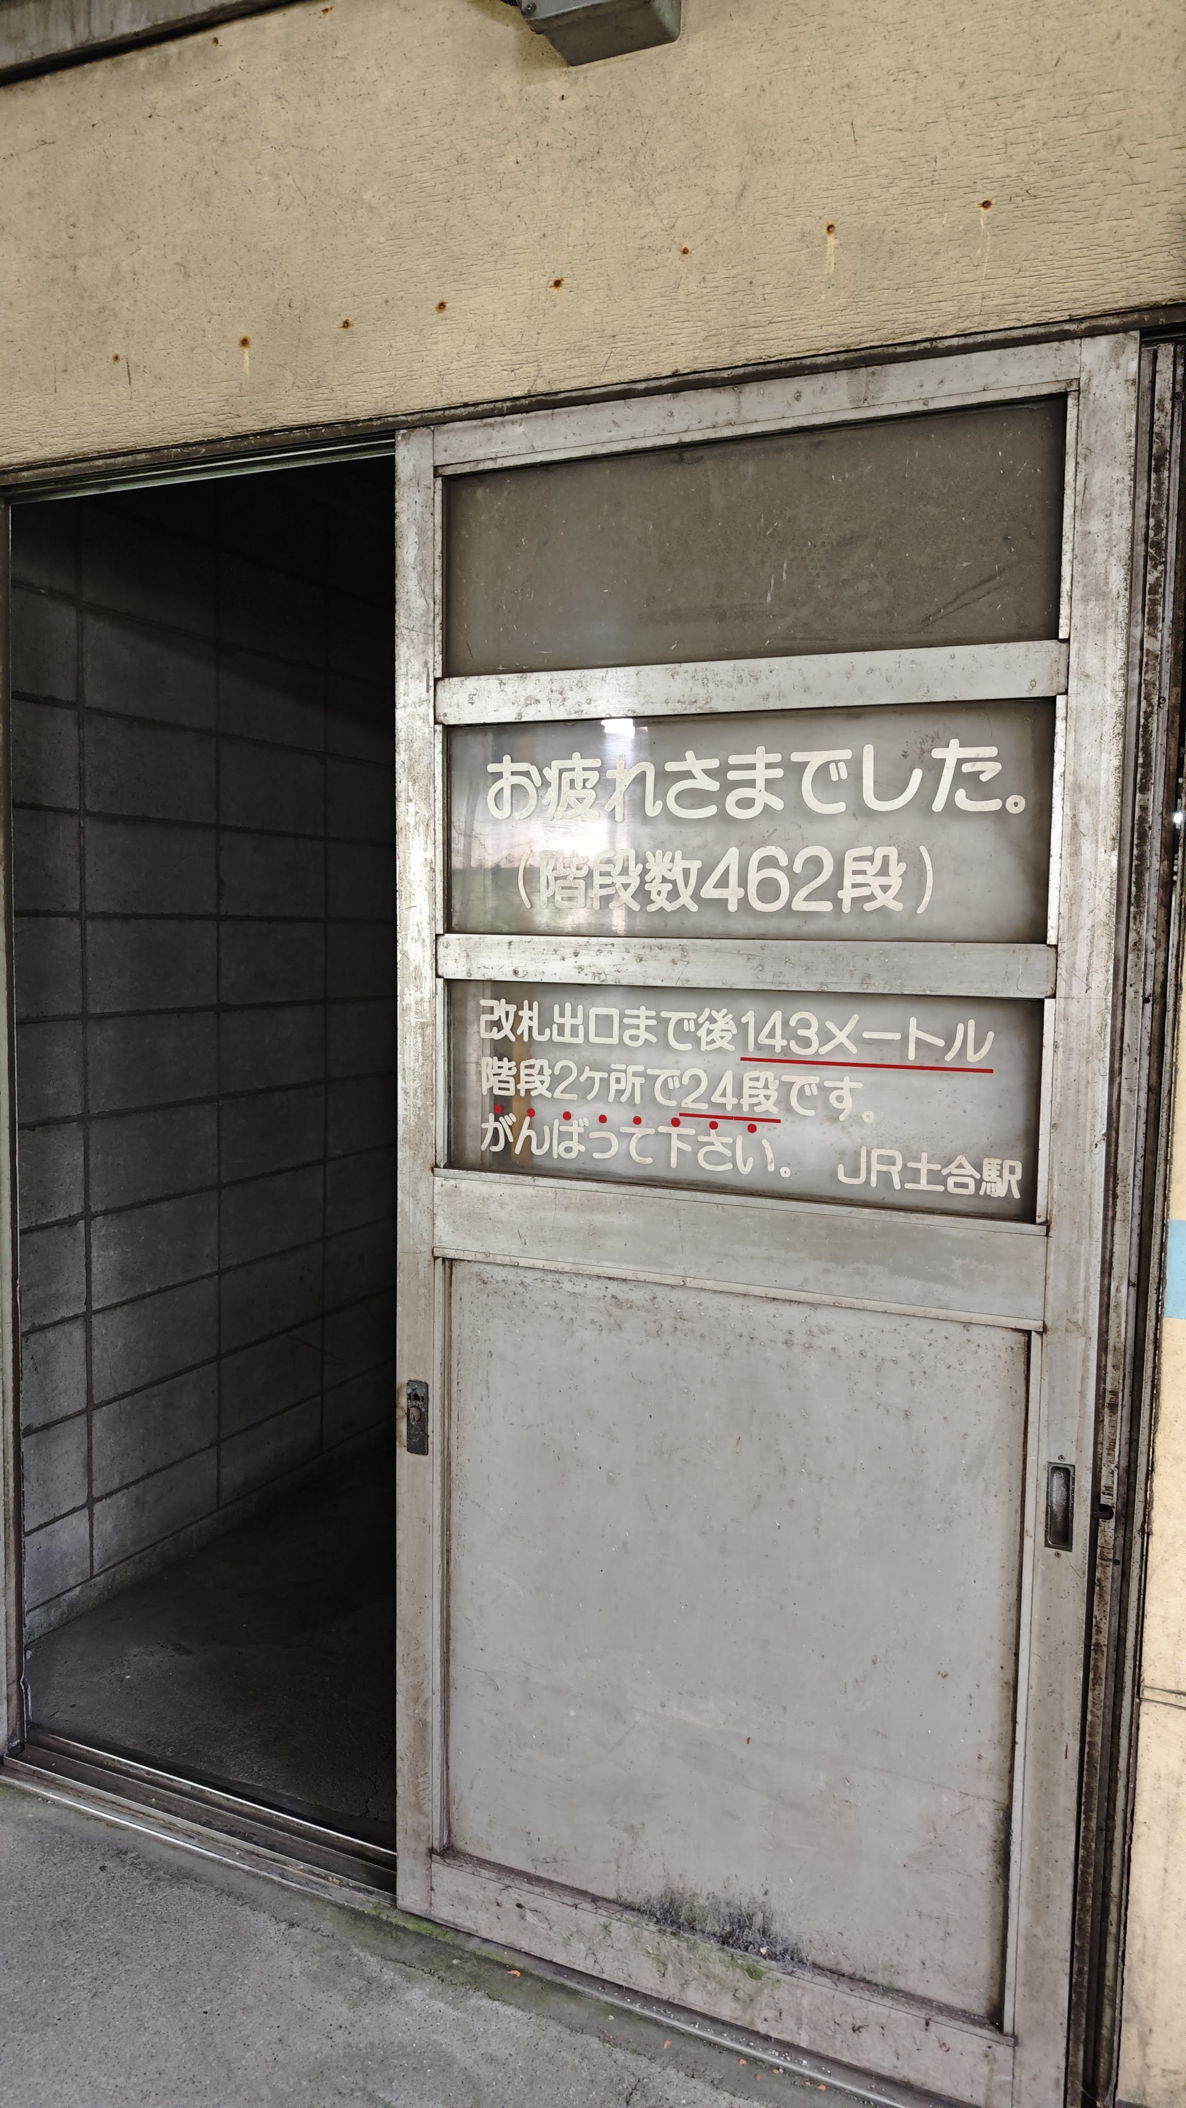 お疲れさまでした。
(階段数462段)
改札出口まで後143メートル
階段2ケ所で24段です。
がんばって下さい。 JR土合駅